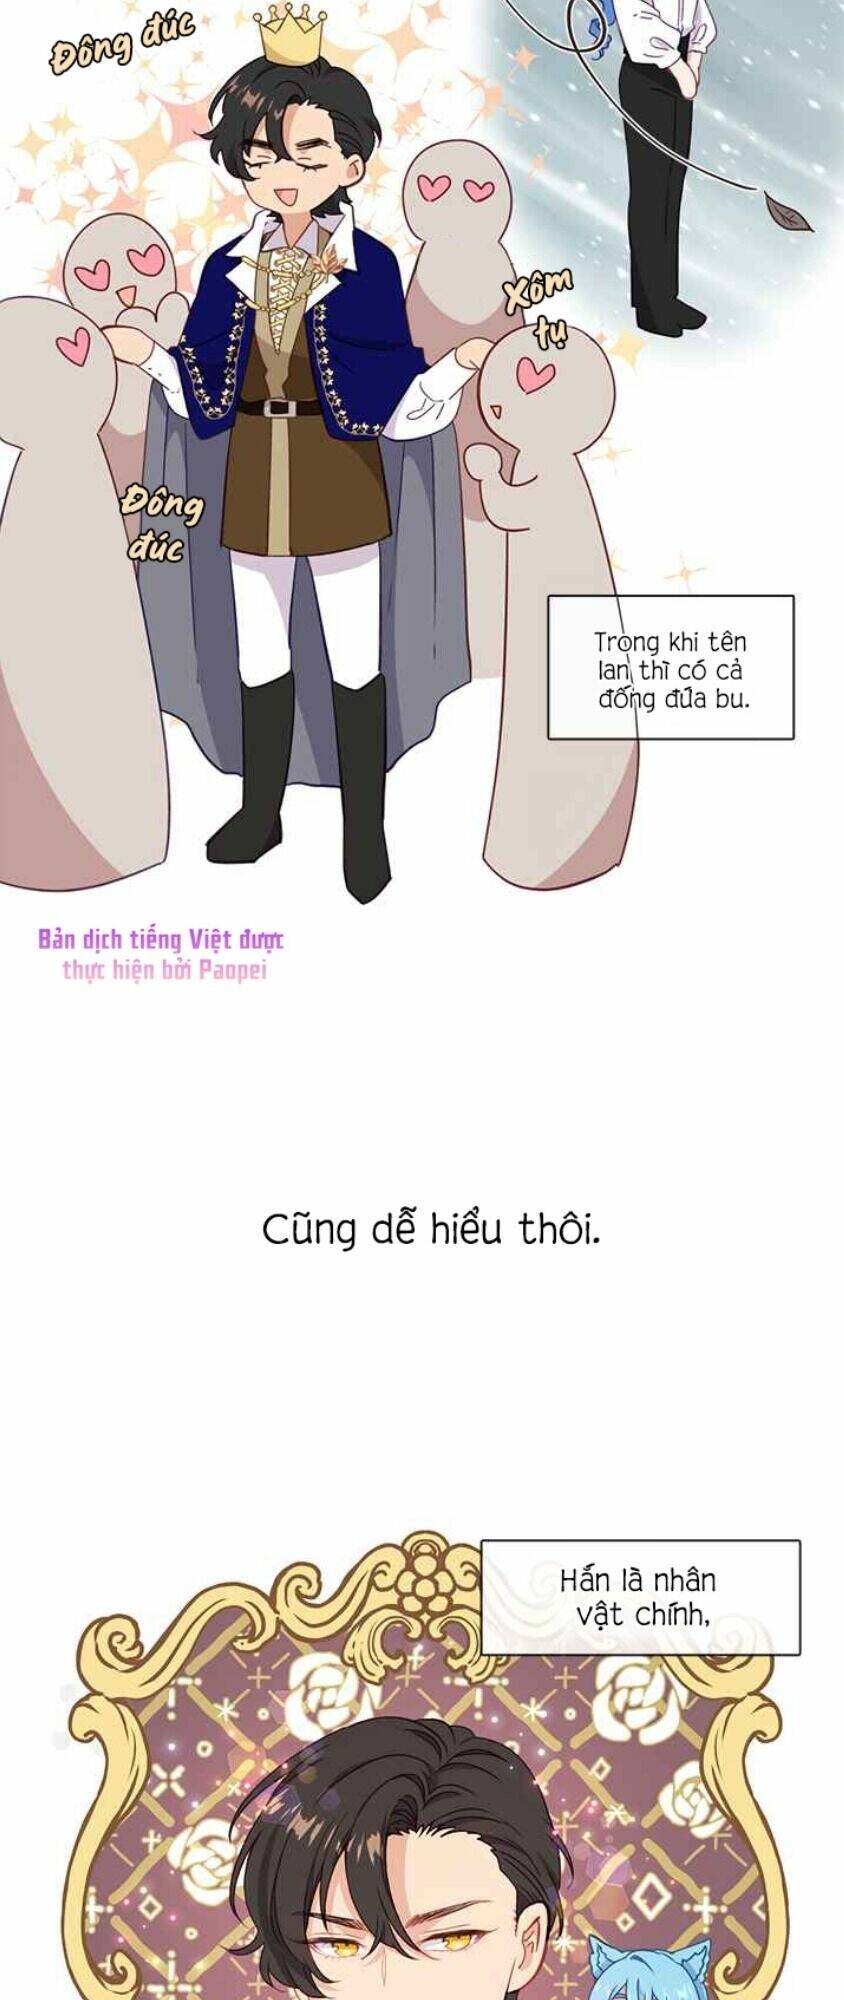 Đông đúc
Xôm
tụ
Đông
đúc
Trong khi tên
lan thì có cả
đống đứa bu.
Bản dịch tiếng Việt được
thực hiện bởi Paopei
Cũng dễ hiểu thôi.
Hắn là nhân
vật chính,